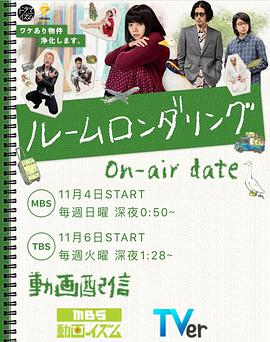 ワケあり物件
浄化します。
ルームロンダリング
On-air date
MBS
11月4日START
毎週日曜 深夜0:50~
TBS
11月6日START
毎週火曜 深夜1:28~
動画配信
MBS
動画イズム
TVer